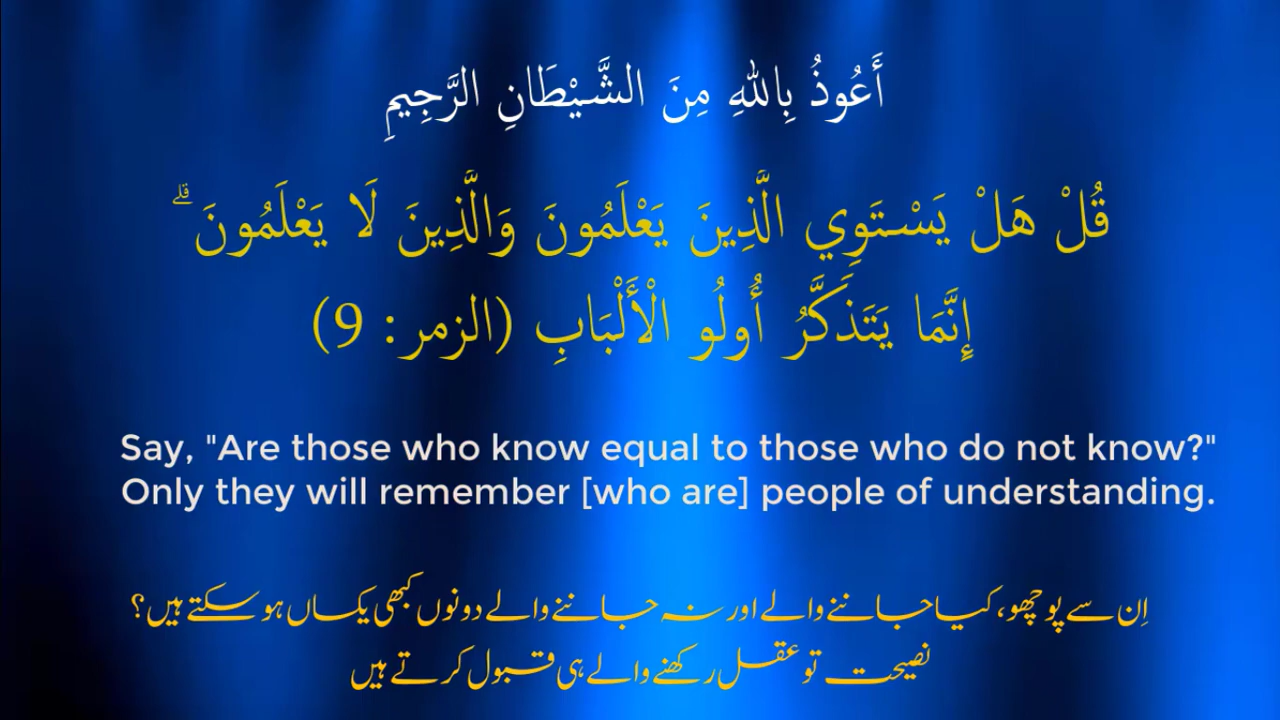 أَعُوذُ بِاللهِ مِنَ الشَّيْطَانِ الرَّجِيمِ
قُلْ هَلْ يَسْتَوِي الَّذِينَ يَعْلَمُونَ وَالَّذِينَ لَا يَعْلَمُونَ ۗ
إِنَّمَا يَتَذَكَّرُ أُولُو الْأَلْبَابِ (الزمر: 9)
Say, "Are those who know equal to those who do not know?"
Only they will remember [who are] people of understanding.
اِن سے پوچھو، کیا جاننے والے اور نہ جاننے والے دونوں کبھی یکساں ہو سکتے ہیں؟
نصیحت تو عقل رکھنے والے ہی قبول کرتے ہیں